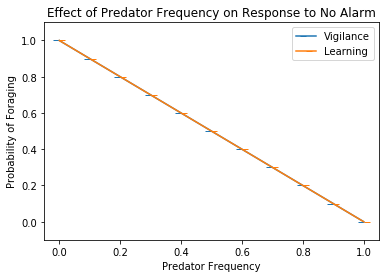 Effect of Predator Frequency on Response to No Alarm
Vigilance
Learning
Probability of Foraging
1.0
0.8
0.6
0.4
0.2
0.0
0.0 0.2 0.4 0.6 0.8 1.0
Predator Frequency